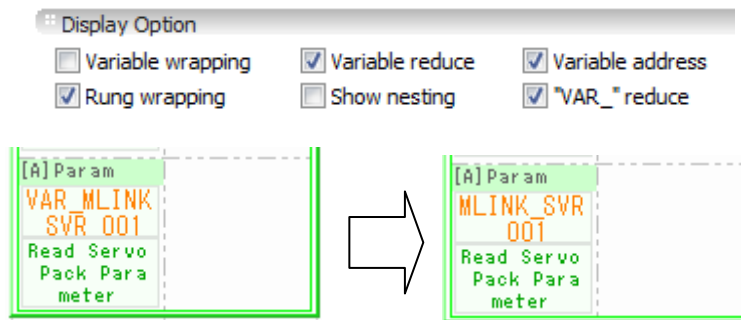 Display Option
Variable wrapping
Variable reduce
Variable address
Rung wrapping
Show nesting
"VAR_" reduce
[A]Param
VAR_MLINK
SVR_001
Read Servo
Pack Para
meter
[A]Param
MLINK_SVR
001
Read Servo
Pack Para
meter